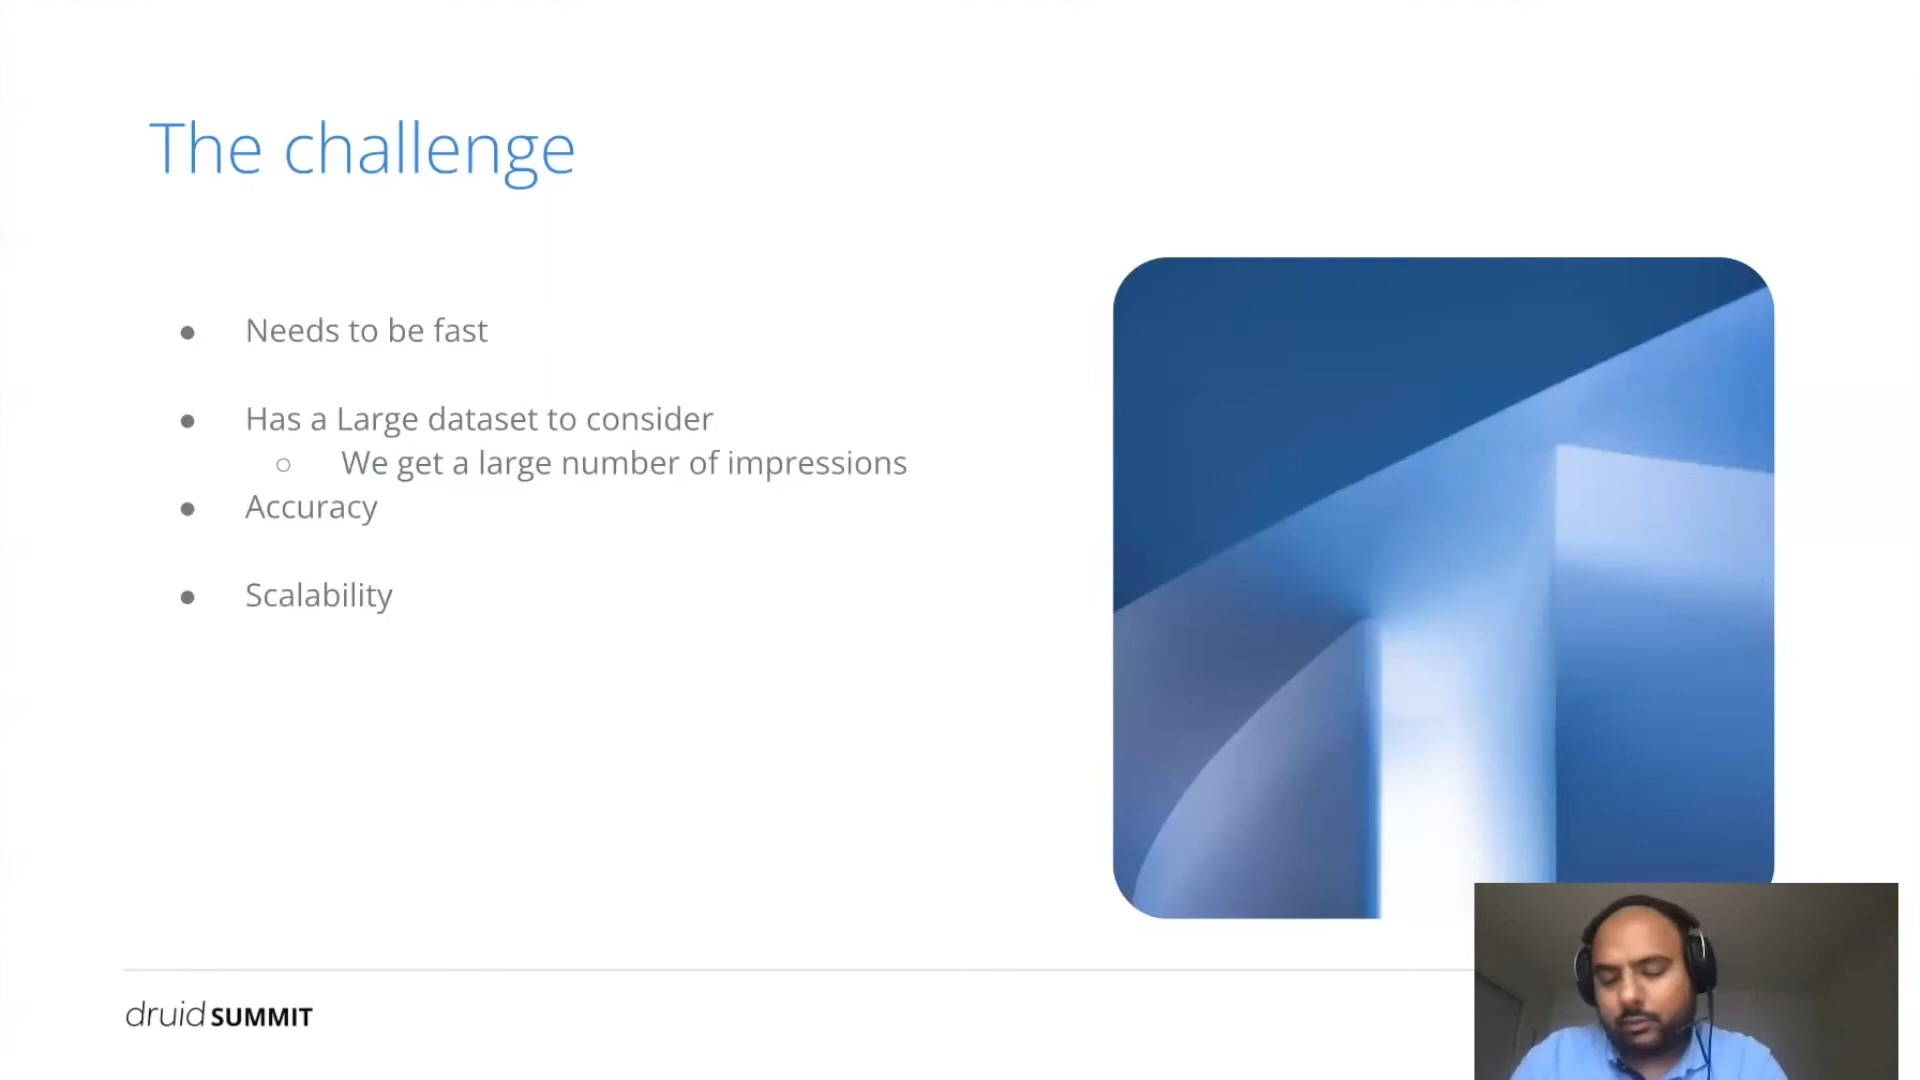 The challenge
● Needs to be fast
● Has a Large dataset to consider
○ We get a large number of impressions
● Accuracy
● Scalability
druid SUMMIT